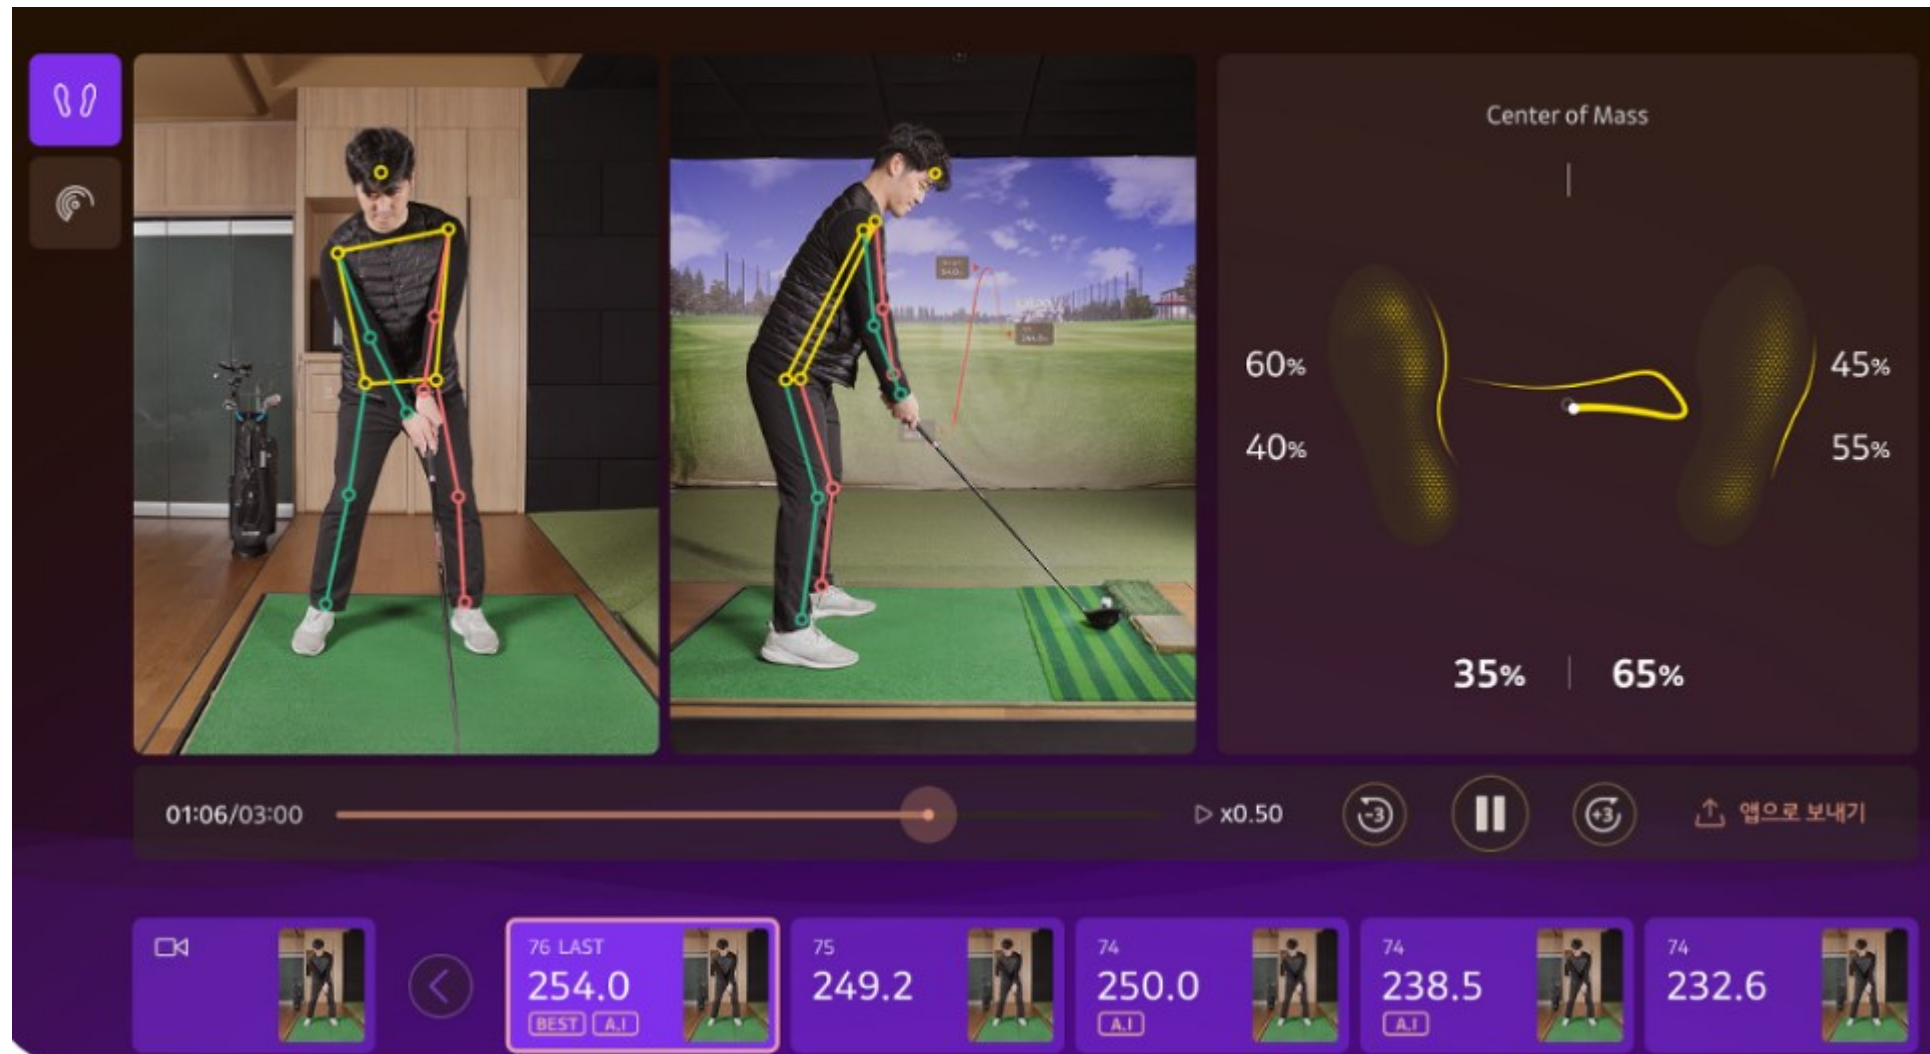 Center of Mass
60%
45%
40%
55%
35%
65%
01:06/03:00
x0.50
-3
+3
앱으로 보내기
76 LAST
254.0
BEST
A.I
75
249.2
74
250.0
A.I
74
238.5
A.I
74
232.6